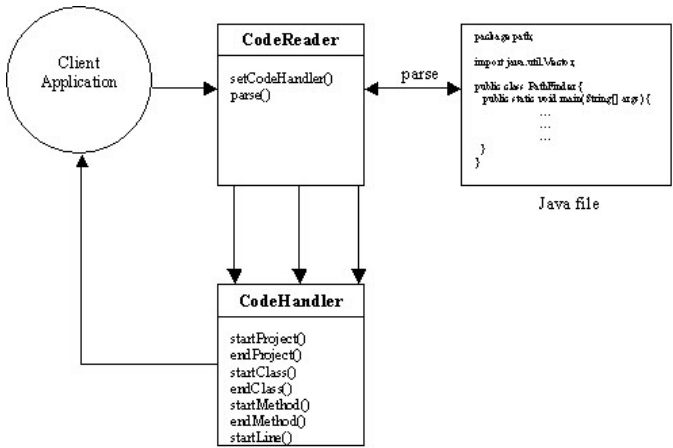 Client
Application
CodeReader
setCodeHandler()
parse()
parse
package path;
import java.util.Vector;
public class PathFinder {
public static void main(String[] args) {
...
...
...
}
}
Java file
CodeHandler
startProject()
endProject()
startClass()
endClass()
startMethod()
endMethod()
startLine()